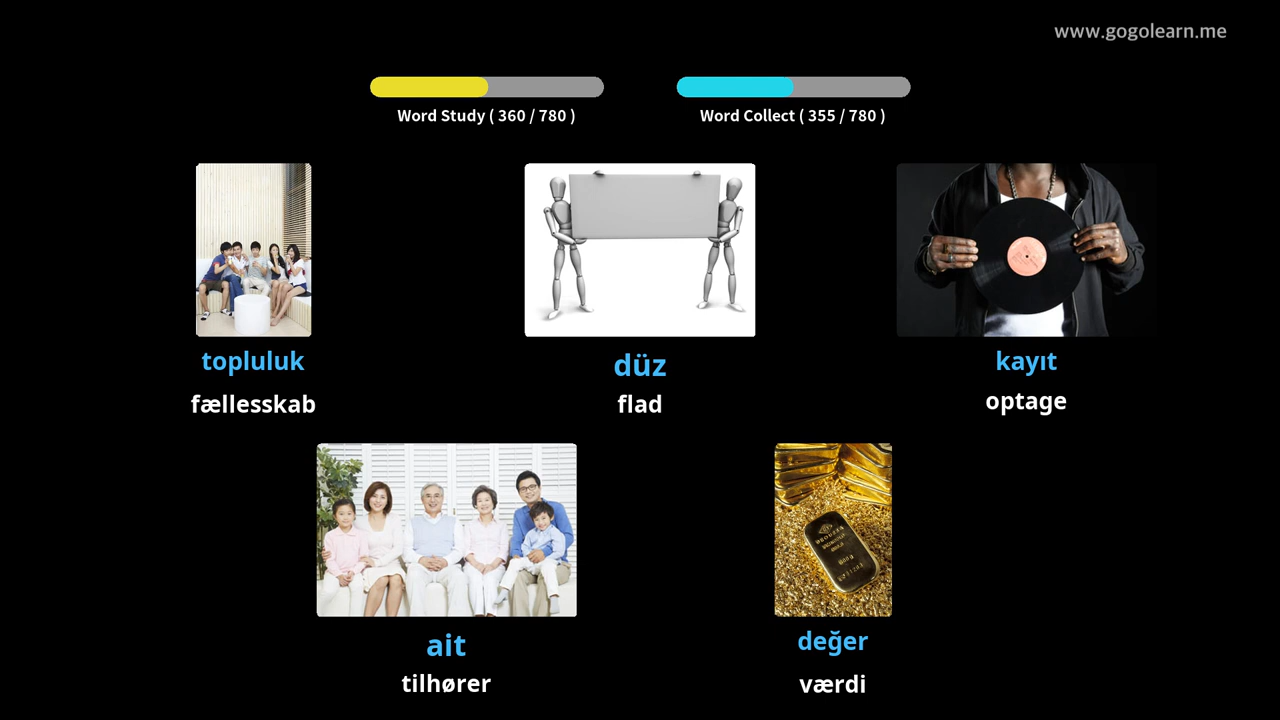 www.gogolearn.me
Word Study ( 360 / 780 )
Word Collect ( 355 / 780 )
topluluk
fællesskab
düz
flad
kayıt
optage
ait
tilhører
değer
værdi